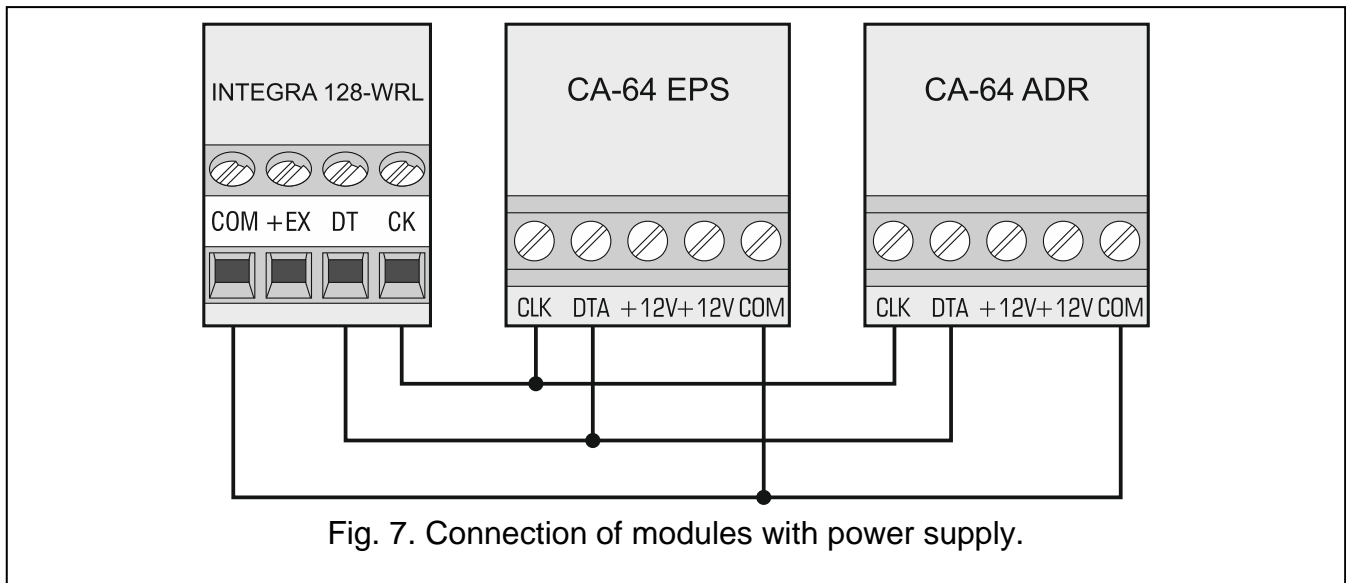 INTEGRA 128-WRL
CA-64 EPS
CA-64 ADR
COM +EX DT CK
CLK DTA +12V+12V COM
CLK DTA +12V+12V COM
Fig. 7. Connection of modules with power supply.